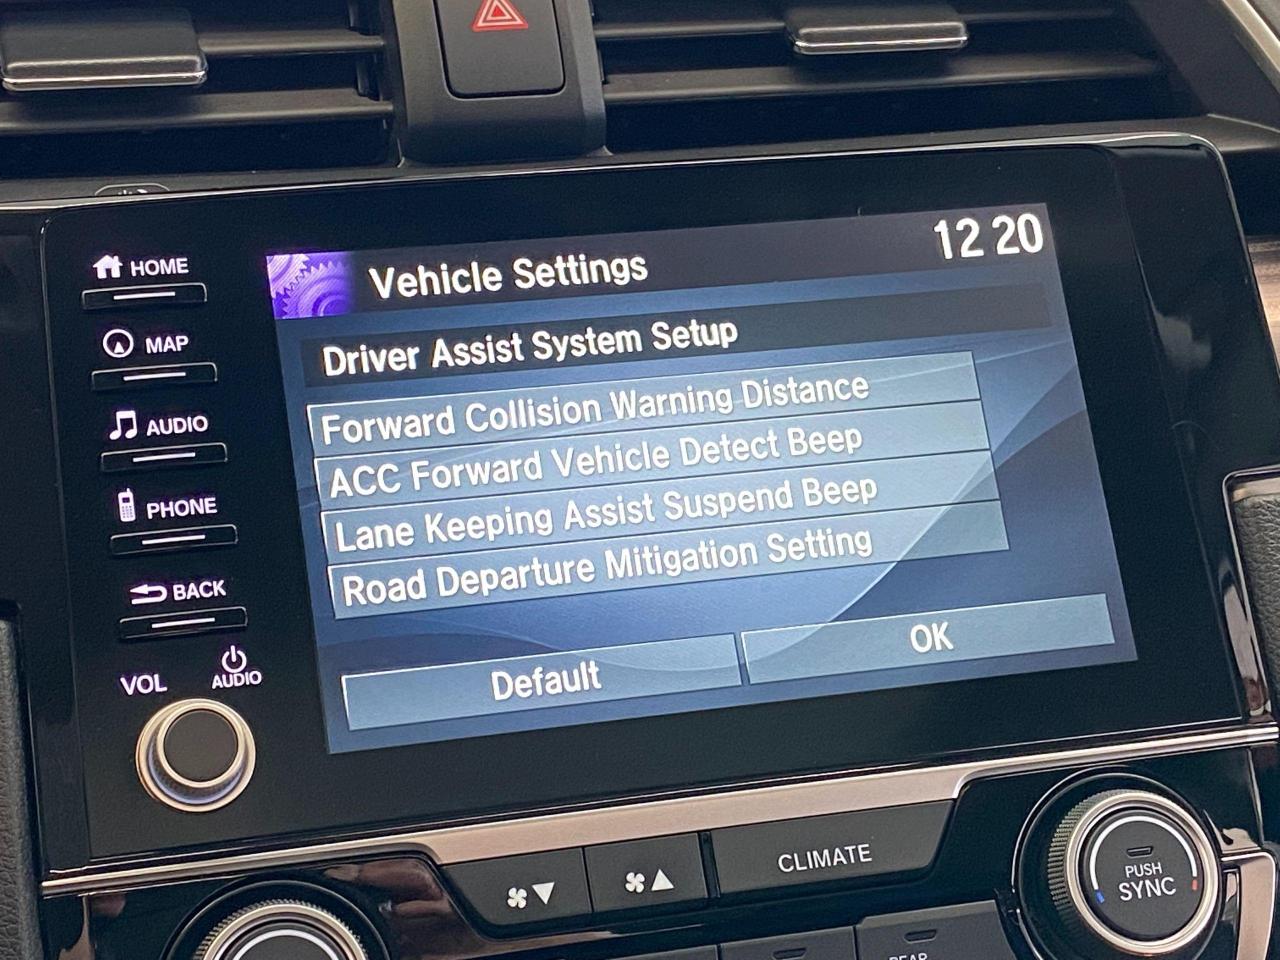 HOME
MAP
AUDIO
PHONE
BACK
VOL
AUDIO
Vehicle Settings
12 20
Driver Assist System Setup
Forward Collision Warning Distance
ACC Forward Vehicle Detect Beep
Lane Keeping Assist Suspend Beep
Road Departure Mitigation Setting
Default
OK
CLIMATE
PUSH
SYNC
REAR